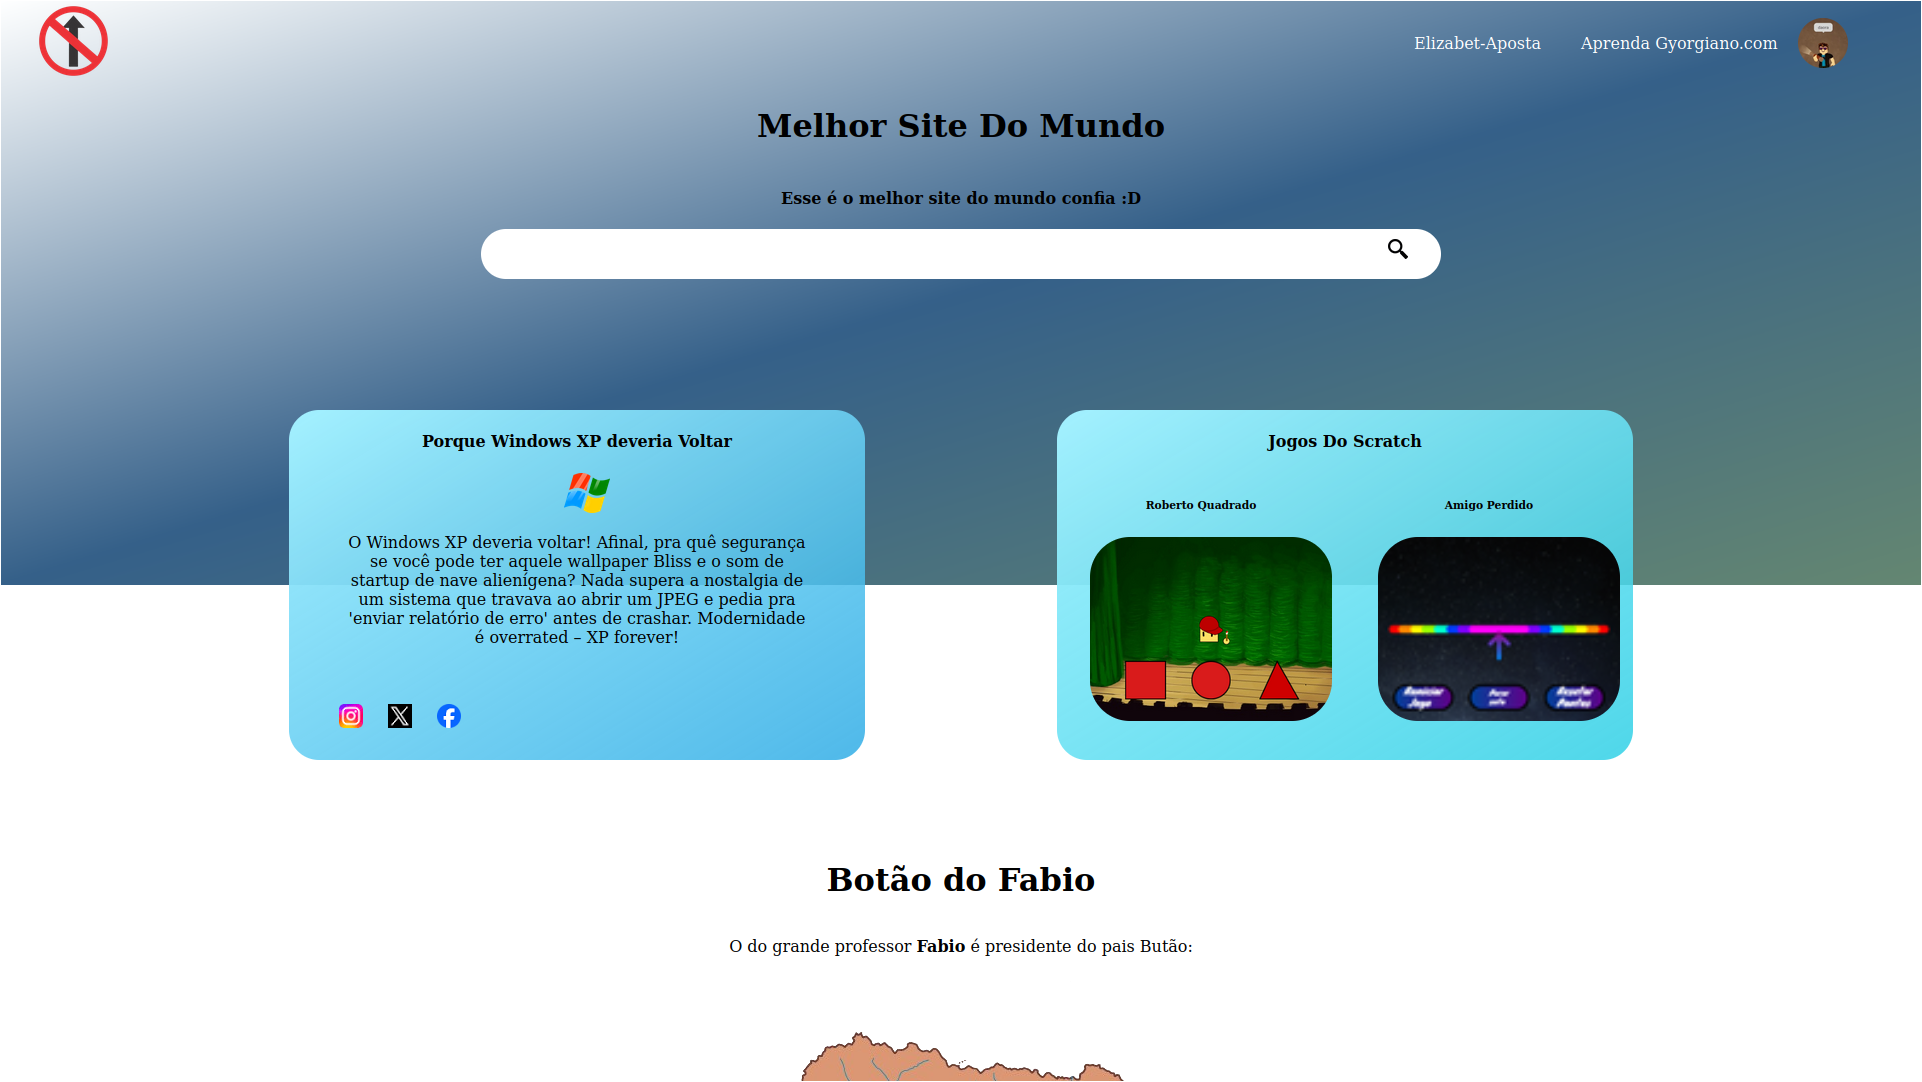 Elizabet-Aposta
Aprenda Gyorgiano.com
Melhor Site Do Mundo
Esse é o melhor site do mundo confia :D
Porque Windows XP deveria Voltar
O Windows XP deveria voltar! Afinal, pra quê segurança
se você pode ter aquele wallpaper Bliss e o som de
startup de nave alienígena? Nada supera a nostalgia de
um sistema que travava ao abrir um JPEG e pedia pra
'enviar relatório de erro' antes de crashar. Modernidade
é overrated – XP forever!
Jogos Do Scratch
Roberto Quadrado
Amigo Perdido
Reiniciar
Jogo
Resetar
Pontos
Botão do Fabio
O do grande professor Fabio é presidente do pais Butão: